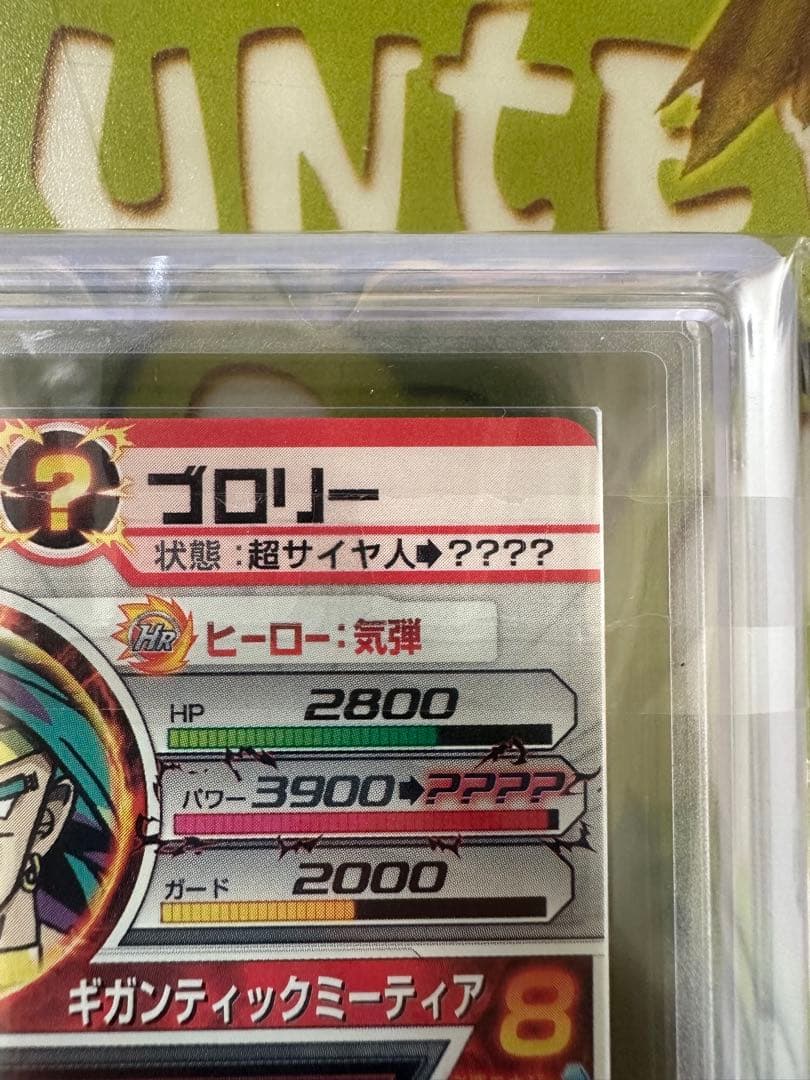 UNTE
?
ゴロリー
状態:超サイヤ人➡????
HR ヒーロー:気弾
HP 2800
パワー 3900➡????
ガード 2000
ギガンティックミーティア 8